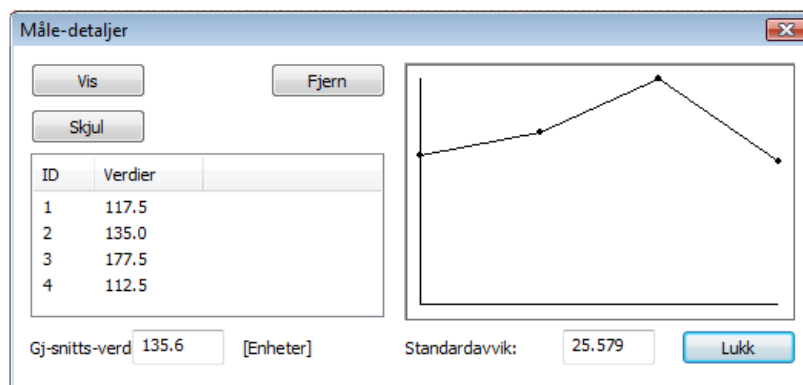 Måle-detaljer
Vis
Fjern
Skjul
ID Verdier
1 117.5
2 135.0
3 177.5
4 112.5
Gj-snitts-verd 135.6 [Enheter] Standardavvik: 25.579 Lukk